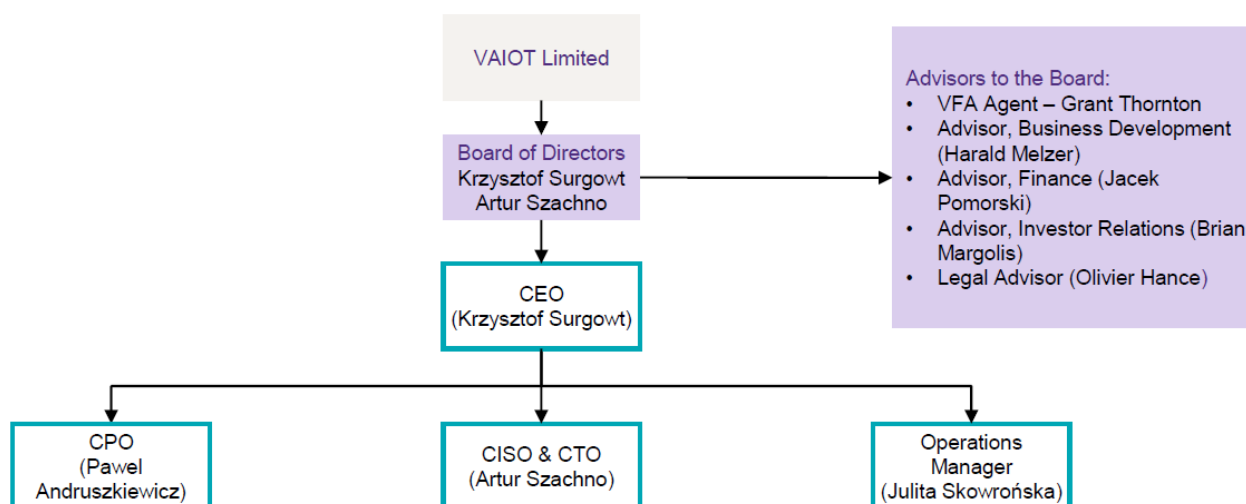 VAIOT Limited
Board of Directors
Krzysztof Surgowt
Artur Szachno
Advisors to the Board:
• VFA Agent – Grant Thornton
• Advisor, Business Development
(Harald Melzer)
• Advisor, Finance (Jacek
Pomorski)
• Advisor, Investor Relations (Brian
Margolis)
• Legal Advisor (Olivier Hance)
CEO
(Krzysztof Surgowt)
CPO
(Pawel
Andruszkiewicz)
CISO & CTO
(Artur Szachno)
Operations
Manager
(Julita Skowrońska)